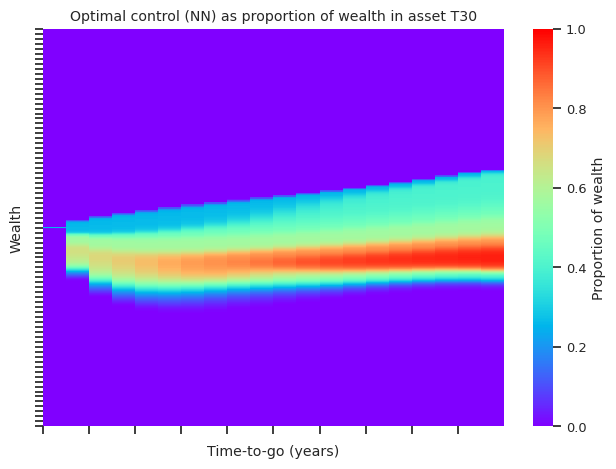 Optimal control (NN) as proportion of wealth in asset T30
Wealth
Time-to-go (years)
1.0
0.8
0.6
0.4
0.2
0.0
Proportion of wealth